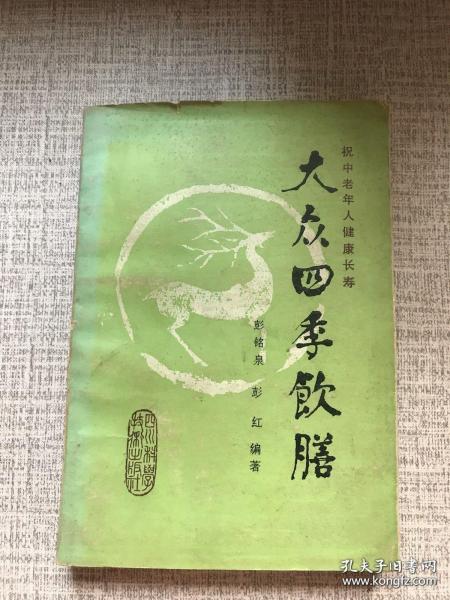 祝中老年人健康长寿
大众四季飲膳
彭铭泉 彭红 编著
四川科学
技术出版社
孔夫子旧书网
www.kongfz.com